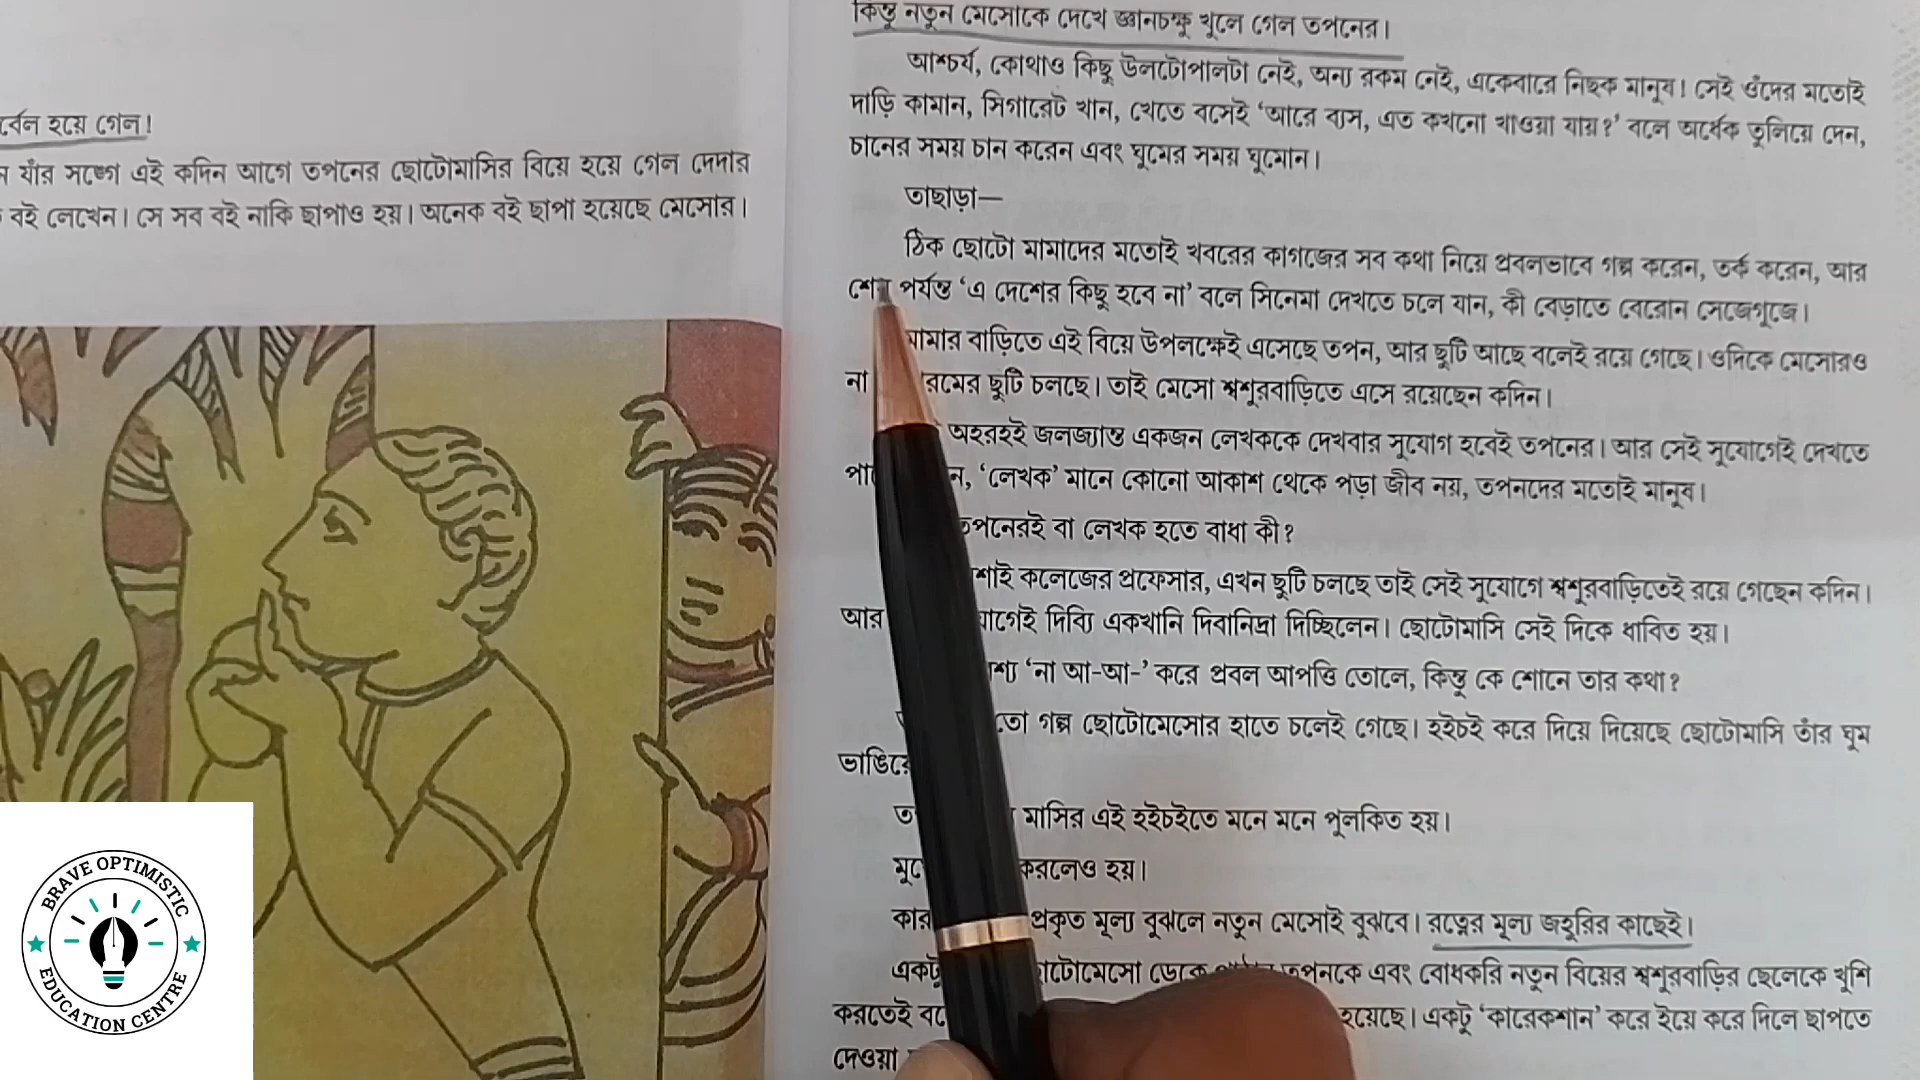 র্বেল হয়ে গেল!
যাঁর সঙ্গে এই কদিন আগে তপনের ছোটোমাসির বিয়ে হয়ে গেল দেদার
বই লেখেন। সে সব বই নাকি ছাপাও হয়। অনেক বই ছাপা হয়েছে মেসোর।
কিন্তু নতুন মেসোকে দেখে জ্ঞানচক্ষু খুলে গেল তপনের।
আশ্চর্য, কোথাও কিছু উলটোপালটা নেই, অন্য রকম নেই, একেবারে নিছক মানুষ! সেই ওঁদের মতোই
দাড়ি কামান, সিগারেট খান, খেতে বসেই ‘আরে ব্যস, এত কখনো খাওয়া যায়?’ বলে অর্ধেক তুলিয়ে দেন,
চানের সময় চান করেন এবং ঘুমের সময় ঘুমোন।
তাছাড়া—
ঠিক ছোটো মামাদের মতোই খবরের কাগজের সব কথা নিয়ে প্রবলভাবে গল্প করেন, তর্ক করেন, আর
পর্যন্ত ‘এ দেশের কিছু হবে না’ বলে সিনেমা দেখতে চলে যান, কী বেড়াতে বেরোন সেজেগুজে।
মামার বাড়িতে এই বিয়ে উপলক্ষেই এসেছে তপন, আর ছুটি আছে বলেই রয়ে গেছে। ওদিকে মেসোরও
না রমের ছুটি চলছে। তাই মেসো শ্বশুরবাড়িতে এসে রয়েছেন কদিন।
অহরহই জলজ্যান্ত একজন লেখককে দেখবার সুযোগ হবেই তপনের। আর সেই সুযোগেই দেখতে
পা ন, ‘লেখক’ মানে কোনো আকাশ থেকে পড়া জীব নয়, তপনদের মতোই মানুষ।
তপনেরই বা লেখক হতে বাধা কী?
শাই কলেজের প্রফেসার, এখন ছুটি চলছে তাই সেই সুযোগে শ্বশুরবাড়িতেই রয়ে গেছেন কদিন।
আর যোগেই দিব্যি একখানি দিবানিদ্রা দিচ্ছিলেন। ছোটোমাসি সেই দিকে ধাবিত হয়।
শ্য ‘না আ-আ-’ করে প্রবল আপত্তি তোলে, কিন্তু কে শোনে তার কথা?
তো গল্প ছোটোমেসোর হাতে চলেই গেছে। হইচই করে দিয়ে দিয়েছে ছোটোমাসি তাঁর ঘুম
ভাঙিয়ে
ত মাসির এই হইচইতে মনে মনে পুলকিত হয়।
মু করলেও হয়।
কার প্রকৃত মূল্য বুঝলে নতুন মেসোই বুঝবে। রত্নের মূল্য জহুরির কাছেই।
একটু ছোটোমেসো ডেকে তপনকে এবং বোধকরি নতুন বিয়ের শ্বশুরবাড়ির ছেলেকে খুশি
করতেই ব হয়েছে। একটু ‘কারেকশান’ করে ইয়ে করে দিলে ছাপতে
দেওয়া
BRAVE OPTIMISTIC
EDUCATION CENTRE